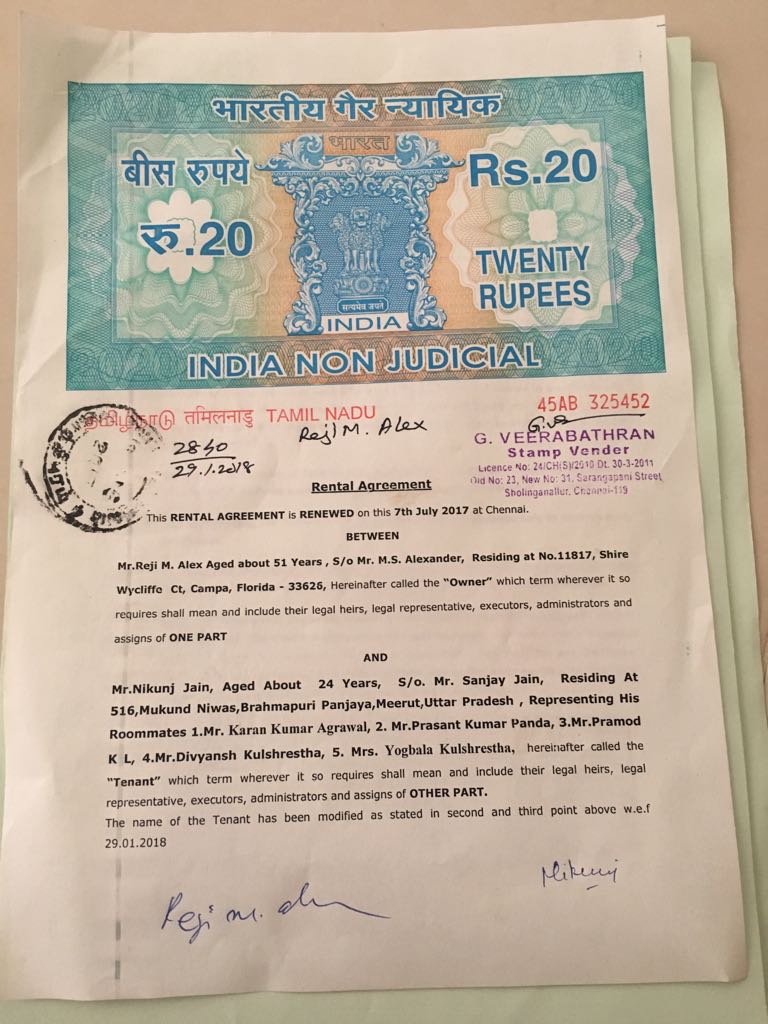 भारतीय गैर न्यायिक
भारत
बीस रुपये
Rs.20
रु.20
TWENTY
RUPEES
सत्यमेव जयते
INDIA
INDIA NON JUDICIAL
தமிழ்நாடு तमिलनाडु TAMIL NADU
45AB 325452
2840
29.1.2018
Reji M. Alex
G. VEERABATHRAN
Stamp Vender
Licence No: 24/CH(S)/2010 Dt. 30-3-2011
Old No: 23, New No: 31, Sarangapani Street,
Sholinganallur, Chennai-119
Rental Agreement
This RENTAL AGREEMENT is RENEWED on this 7th July 2017 at Chennai.
BETWEEN
Mr.Reji M. Alex Aged about 51 Years , S/o Mr. M.S. Alexander, Residing at No.11817, Shire
Wycliffe Ct, Campa, Florida - 33626, Hereinafter called the "Owner" which term wherever it so
requires shall mean and include their legal heirs, legal representative, executors, administrators and
assigns of ONE PART
AND
Mr.Nikunj Jain, Aged About 24 Years, S/o. Mr. Sanjay Jain, Residing At
516,Mukund Niwas,Brahmapuri Panjaya,Meerut,Uttar Pradesh , Representing His
Roommates 1.Mr. Karan Kumar Agrawal, 2. Mr.Prasant Kumar Panda, 3.Mr.Pramod
K L, 4.Mr.Divyansh Kulshrestha, 5. Mrs. Yogbala Kulshrestha, hereinafter called the
"Tenant" which term wherever it so requires shall mean and include their legal heirs, legal
representative, executors, administrators and assigns of OTHER PART.
The name of the Tenant has been modified as stated in second and third point above w.e.f
29.01.2018
Nikunj
Reji M. Alex